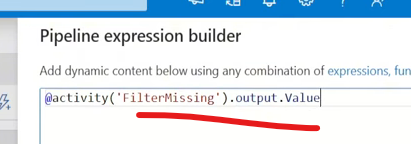 Pipeline expression builder
Add dynamic content below using any combination of expressions, fun
@activity('FilterMissing').output.Value